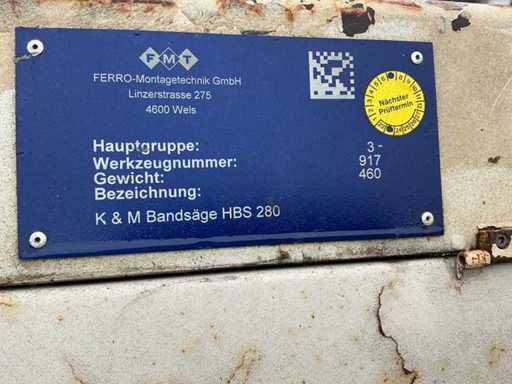 FMT
FERRO-Montagetechnik GmbH
Linzerstrasse 275
4600 Wels
Nächster
Prüftermin
Hauptgruppe: 3-
Werkzeugnummer: 917
Gewicht: 460
Bezeichnung:
K & M Bandsäge HBS 280